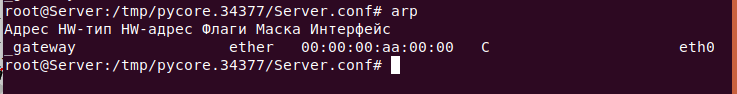 root@Server:/tmp/pycore.34377/Server.conf# arp
Адрес HW-тип HW-адрес Флаги Маска Интерфейс
_gateway ether 00:00:00:aa:00:00 C eth0
root@Server:/tmp/pycore.34377/Server.conf#